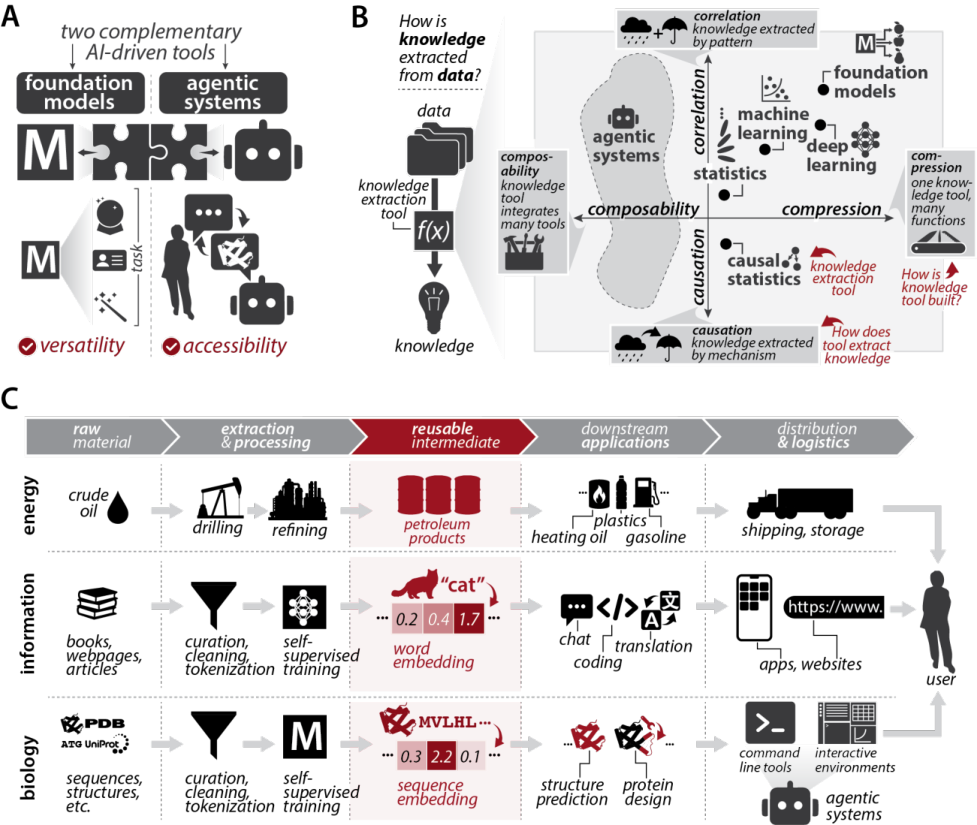 A
two complementary
AI-driven tools
foundation
models
agentic
systems
M
M
task
versatility
accessibility
B
How is
knowledge
extracted
from data?
data
knowledge
extraction
tool
f(x)
knowledge
correlation
knowledge extracted
by pattern
M
foundation
models
machine
learning
deep
learning
statistics
agentic
systems
correlation
compos-
ability
knowledge
tool
integrates
many tools
composability
compression
com-
pression
one know-
ledge tool,
many
functions
causation
causal
statistics
knowledge
extraction
tool
How is
knowledge
tool built?
causation
knowledge extracted
by mechanism
How does
tool extract
knowledge
C
raw
material
extraction
& processing
reusable
intermediate
downstream
applications
distribution
& logistics
energy
crude
oil
drilling
refining
petroleum
products
plastics
heating oil
gasoline
shipping, storage
information
books,
webpages,
articles
curation,
cleaning,
tokenization
self-
supervised
training
"cat"
... 0.2 0.4 1.7 ...
word
embedding
chat
coding
translation
文
A
https://www.
apps, websites
user
biology
PDB
ATG UniProt
sequences,
structures,
etc.
curation,
cleaning,
tokenization
M
self-
supervised
training
MVLHL...
... 0.3 2.2 0.1 ...
sequence
embedding
structure
prediction
protein
design
command
line tools
interactive
environments
agentic
systems